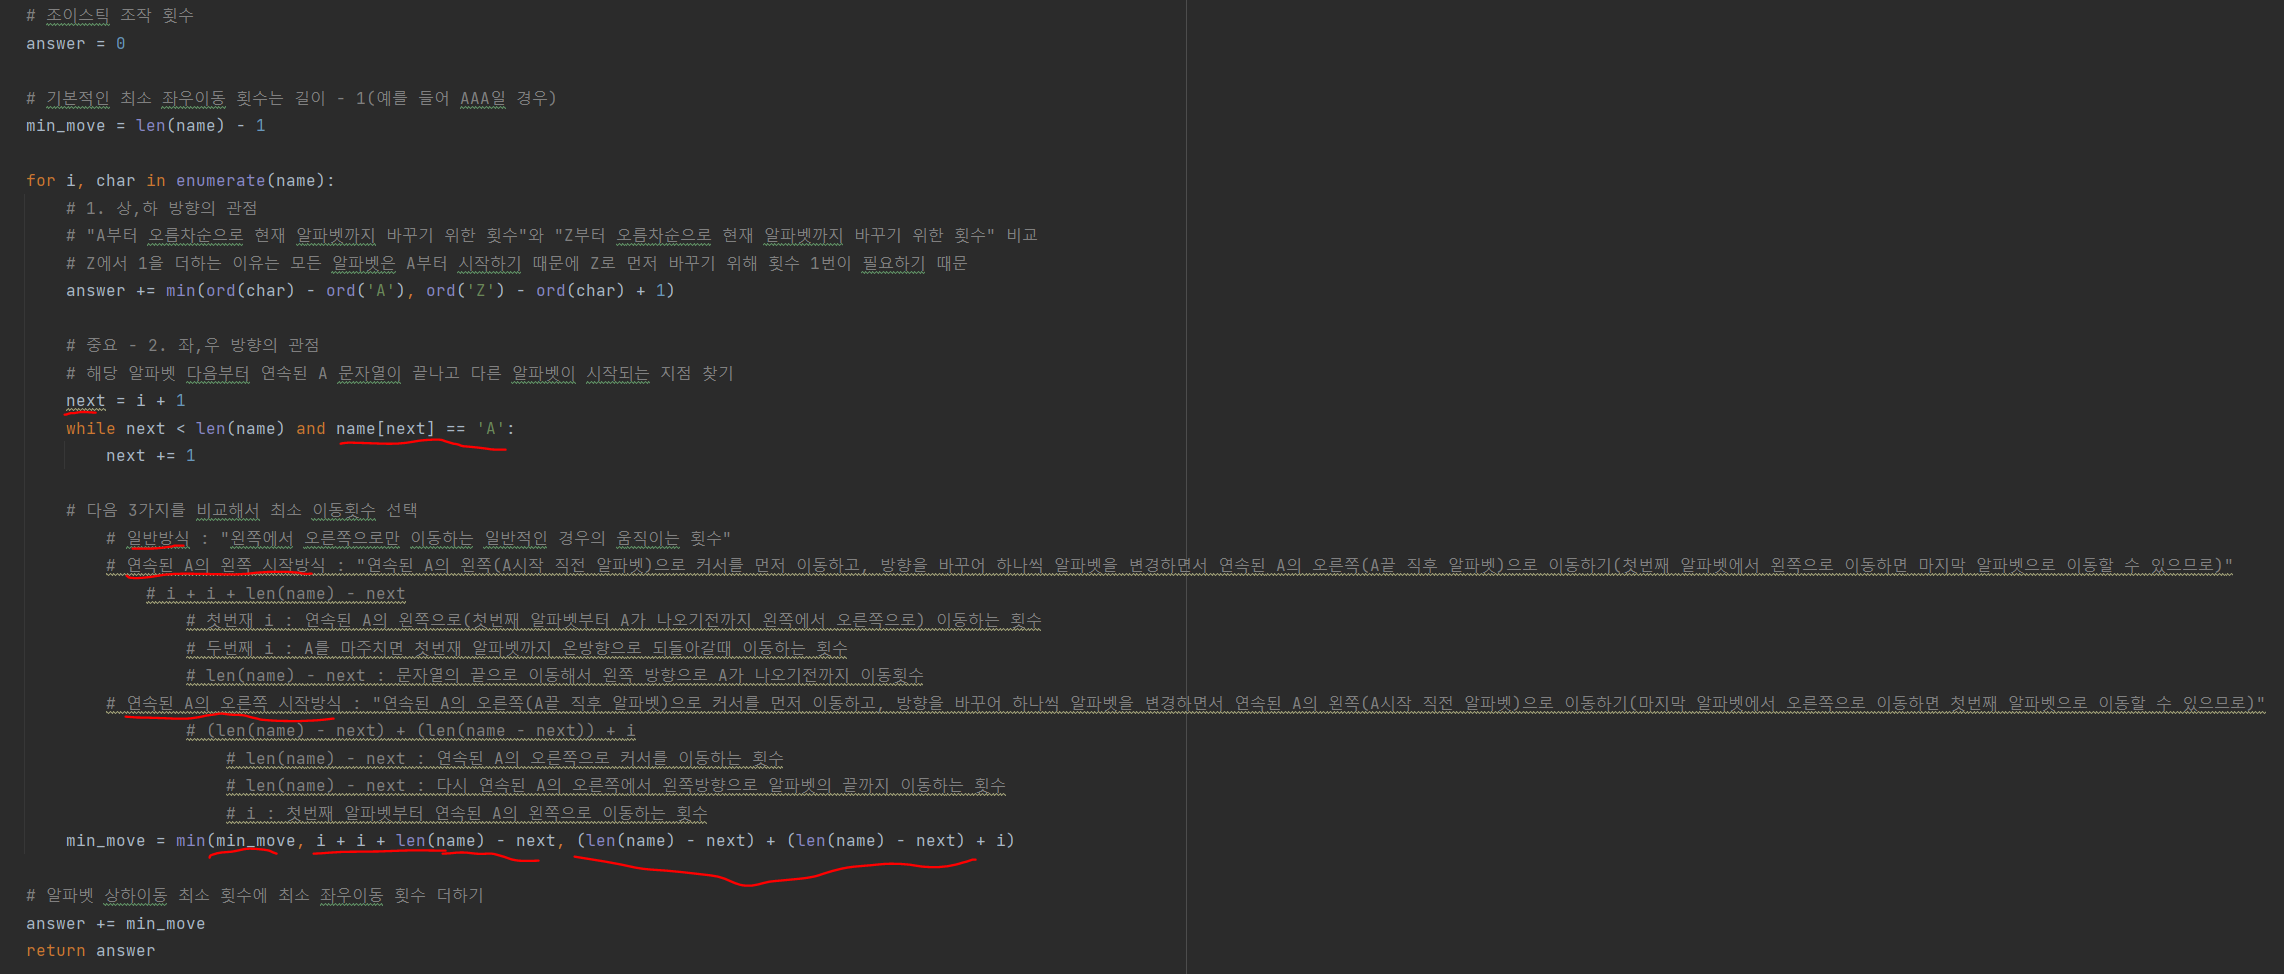 # 조이스틱 조작 횟수
answer = 0
# 기본적인 최소 좌우이동 횟수는 길이 - 1(예를 들어 AAA일 경우)
min_move = len(name) - 1
for i, char in enumerate(name):
# 1. 상,하 방향의 관점
# "A부터 오름차순으로 현재 알파벳까지 바꾸기 위한 횟수"와 "Z부터 오름차순으로 현재 알파벳까지 바꾸기 위한 횟수" 비교
# Z에서 1을 더하는 이유는 모든 알파벳은 A부터 시작하기 때문에 Z로 먼저 바꾸기 위해 횟수 1번이 필요하기 때문
answer += min(ord(char) - ord('A'), ord('Z') - ord(char) + 1)
# 중요 - 2. 좌,우 방향의 관점
# 해당 알파벳 다음부터 연속된 A 문자열이 끝나고 다른 알파벳이 시작되는 지점 찾기
next = i + 1
while next < len(name) and name[next] == 'A':
next += 1
# 다음 3가지를 비교해서 최소 이동횟수 선택
# 일반방식 : "왼쪽에서 오른쪽으로만 이동하는 일반적인 경우의 움직이는 횟수"
# 연속된 A의 왼쪽 시작방식 : "연속된 A의 왼쪽(A시작 직전 알파벳)으로 커서를 먼저 이동하고, 방향을 바꾸어 하나씩 알파벳을 변경하면서 연속된 A의 오른쪽(A끝 직후 알파벳)으로 이동하기(첫번째 알파벳에서 왼쪽으로 이동하면 마지막 알파벳으로 이동할 수 있으므로)"
# i + i + len(name) - next
# 첫번재 i : 연속된 A의 왼쪽으로(첫번째 알파벳부터 A가 나오기전까지 왼쪽에서 오른쪽으로) 이동하는 횟수
# 두번째 i : A를 마주치면 첫번재 알파벳까지 온방향으로 되돌아갈때 이동하는 횟수
# len(name) - next : 문자열의 끝으로 이동해서 왼쪽 방향으로 A가 나오기전까지 이동횟수
# 연속된 A의 오른쪽 시작방식 : "연속된 A의 오른쪽(A끝 직후 알파벳)으로 커서를 먼저 이동하고, 방향을 바꾸어 하나씩 알파벳을 변경하면서 연속된 A의 왼쪽(A시작 직전 알파벳)으로 이동하기(마지막 알파벳에서 오른쪽으로 이동하면 첫번째 알파벳으로 이동할 수 있으므로)"
# (len(name) - next) + (len(name - next)) + i
# len(name) - next : 연속된 A의 오른쪽으로 커서를 이동하는 횟수
# len(name) - next : 다시 연속된 A의 오른쪽에서 왼쪽방향으로 알파벳의 끝까지 이동하는 횟수
# i : 첫번째 알파벳부터 연속된 A의 왼쪽으로 이동하는 횟수
min_move = min(min_move, i + i + len(name) - next, (len(name) - next) + (len(name) - next) + i)
# 알파벳 상하이동 최소 횟수에 최소 좌우이동 횟수 더하기
answer += min_move
return answer